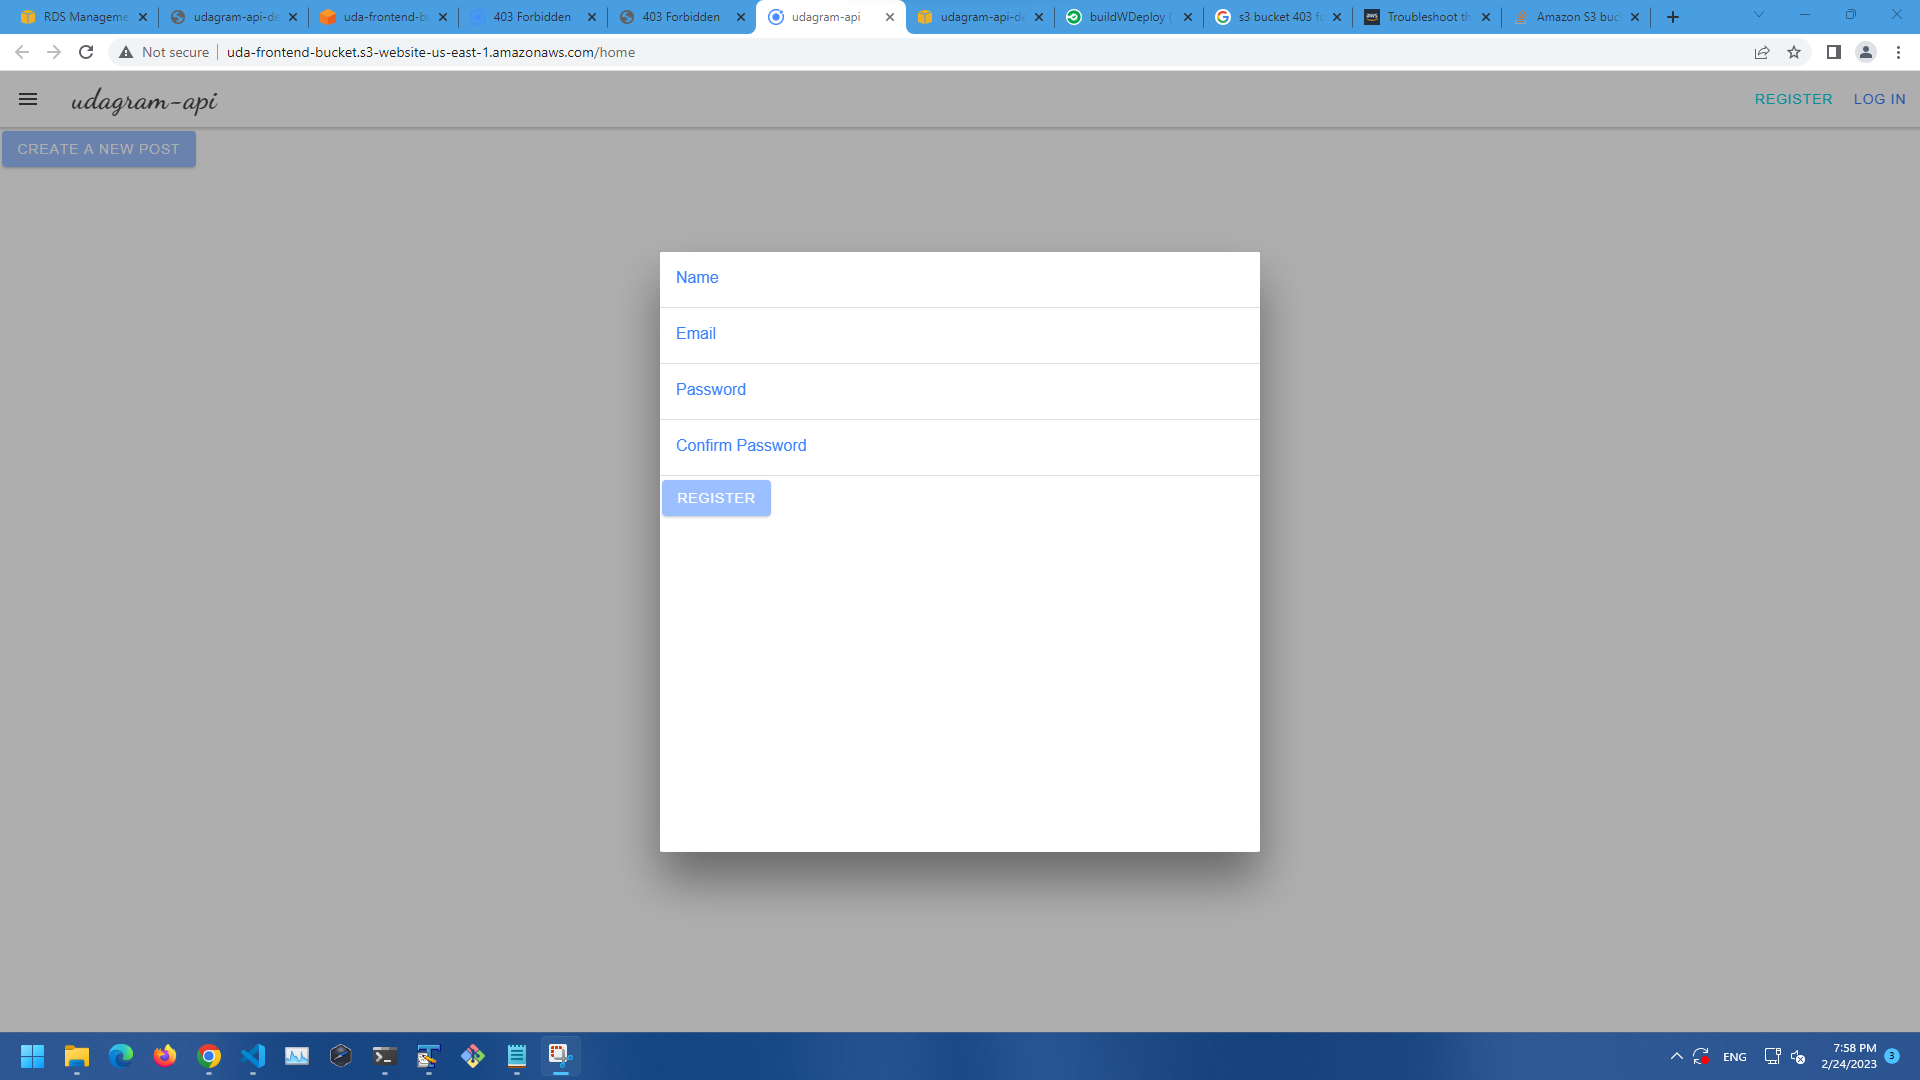 RDS Manageme
udagram-api-de
uda-frontend-bu
403 Forbidden
403 Forbidden
udagram-api
udagram-api-de
buildWDeploy (
s3 bucket 403 fo
Troubleshoot th
Amazon S3 buc
Not secure
uda-frontend-bucket.s3-website-us-east-1.amazonaws.com/home
udagram-api
REGISTER
LOG IN
CREATE A NEW POST
Name
Email
Password
Confirm Password
REGISTER
ENG
7:58 PM
2/24/2023
3